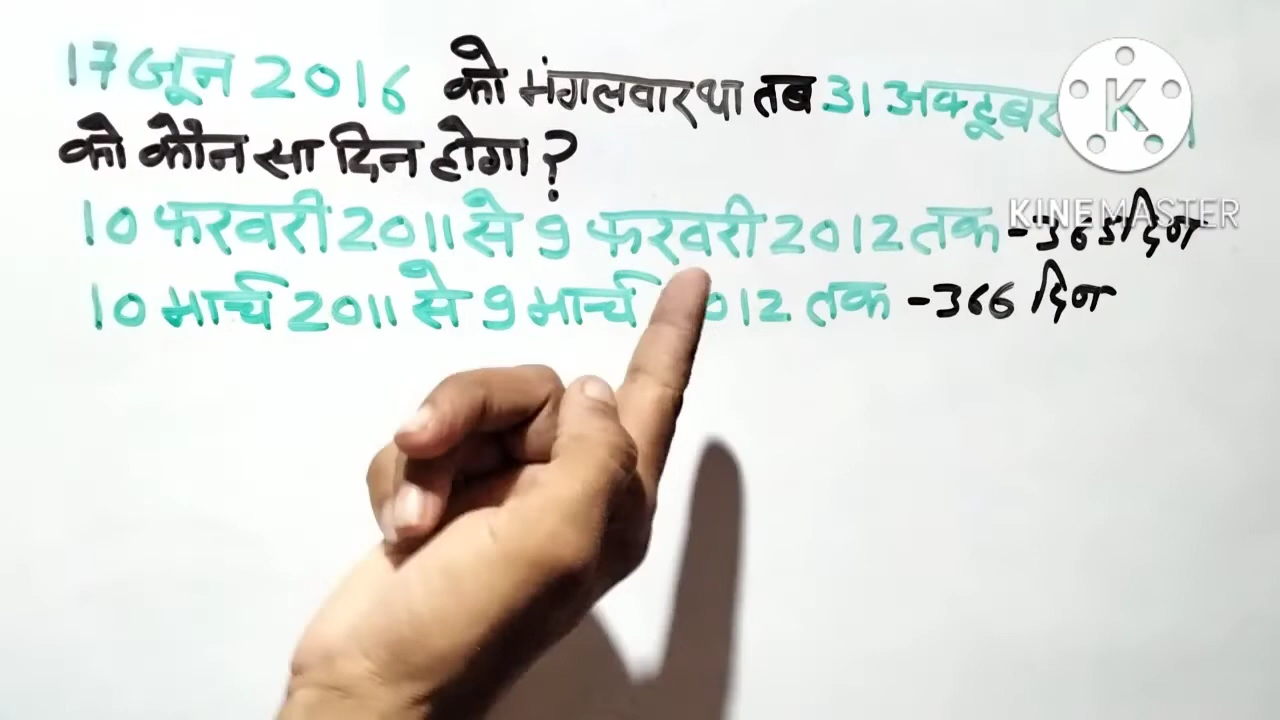 17 जून 2016 को मंगलवार था तब 31 अक्टूबर
को कौन सा दिन होगा?
10 फरवरी 2011 से 9 फरवरी 2012 तक - 365 दिन
KINEMASTER
10 मार्च 2011 से 9 मार्च 2012 तक - 366 दिन